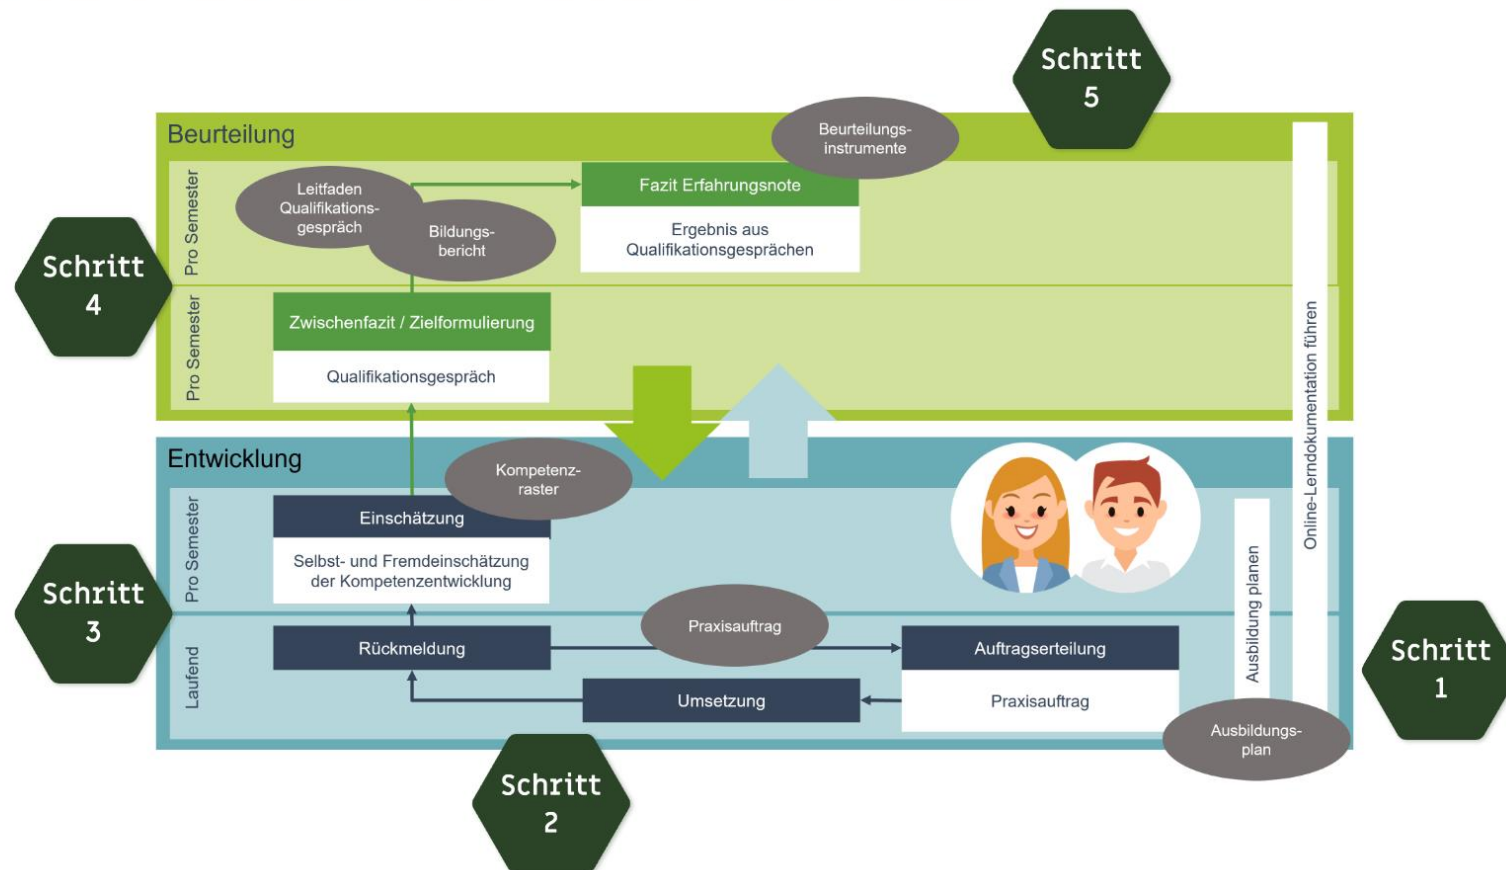 Schritt
5
Beurteilung
Beurteilungs-
instrumente
Pro Semester
Leitfaden
Qualifikations-
gespräch
Bildungs-
bericht
Fazit Erfahrungsnote
Ergebnis aus
Qualifikationsgesprächen
Schritt
4
Pro Semester
Zwischenfazit / Zielformulierung
Qualifikationsgespräch
Online-Lerndokumentation führen
Entwicklung
Kompetenz-
raster
Pro Semester
Einschätzung
Selbst- und Fremdeinschätzung
der Kompetenzentwicklung
Schritt
3
Ausbildung planen
Laufend
Rückmeldung
Praxisauftrag
Auftragserteilung
Praxisauftrag
Umsetzung
Schritt
1
Ausbildungs-
plan
Schritt
2